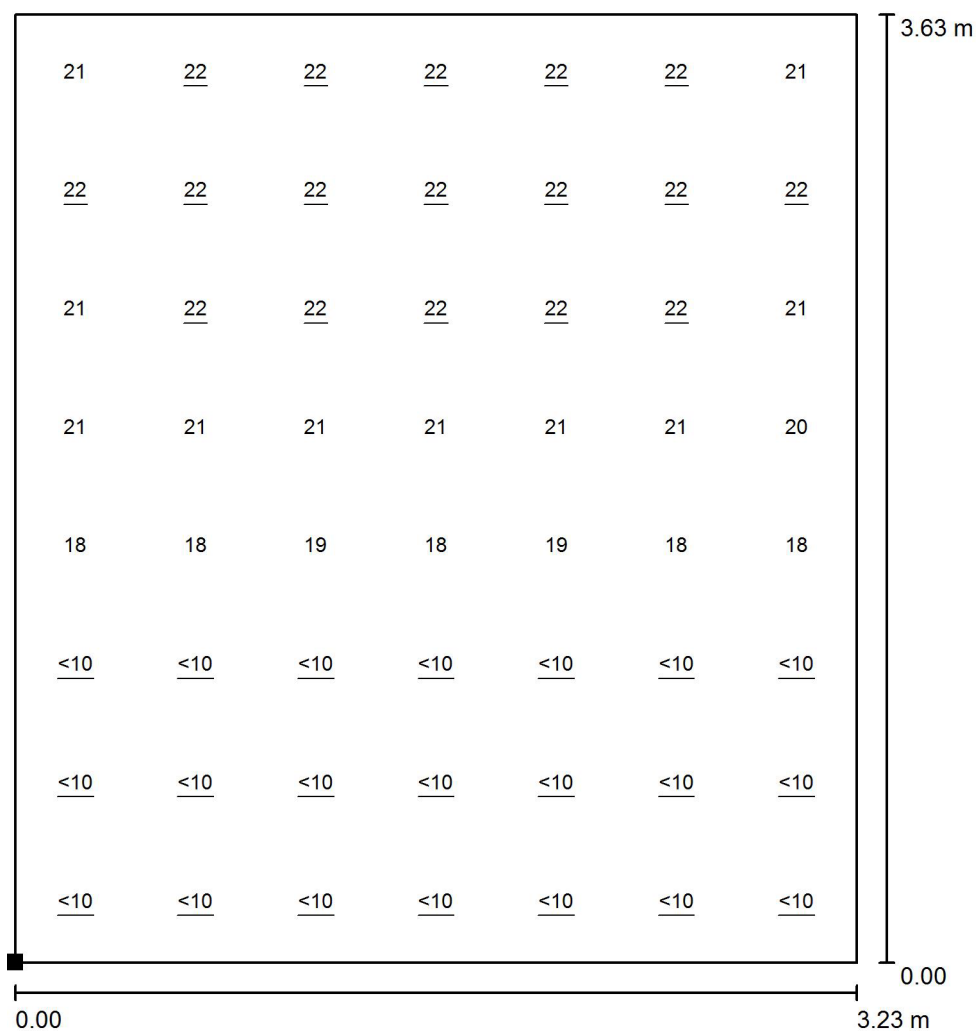 3.63 m
21 22 22 22 22 22 21
22 22 22 22 22 22 22
21 22 22 22 22 22 21
21 21 21 21 21 21 20
18 18 19 18 19 18 18
<10 <10 <10 <10 <10 <10 <10
<10 <10 <10 <10 <10 <10 <10
<10 <10 <10 <10 <10 <10 <10
0.00
0.00 3.23 m